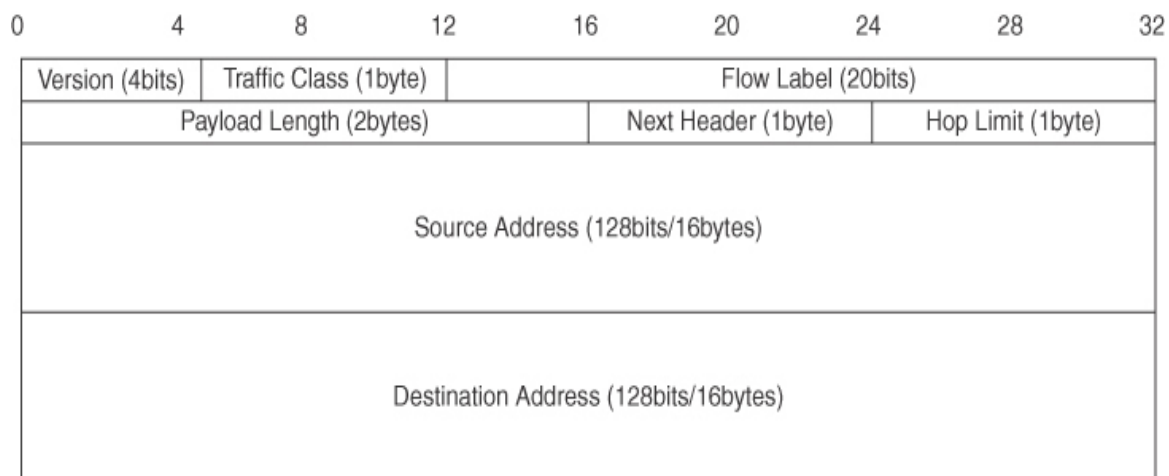 0 4 8 12 16 20 24 28 32
Version (4bits) Traffic Class (1byte) Flow Label (20bits)
Payload Length (2bytes) Next Header (1byte) Hop Limit (1byte)
Source Address (128bits/16bytes)
Destination Address (128bits/16bytes)